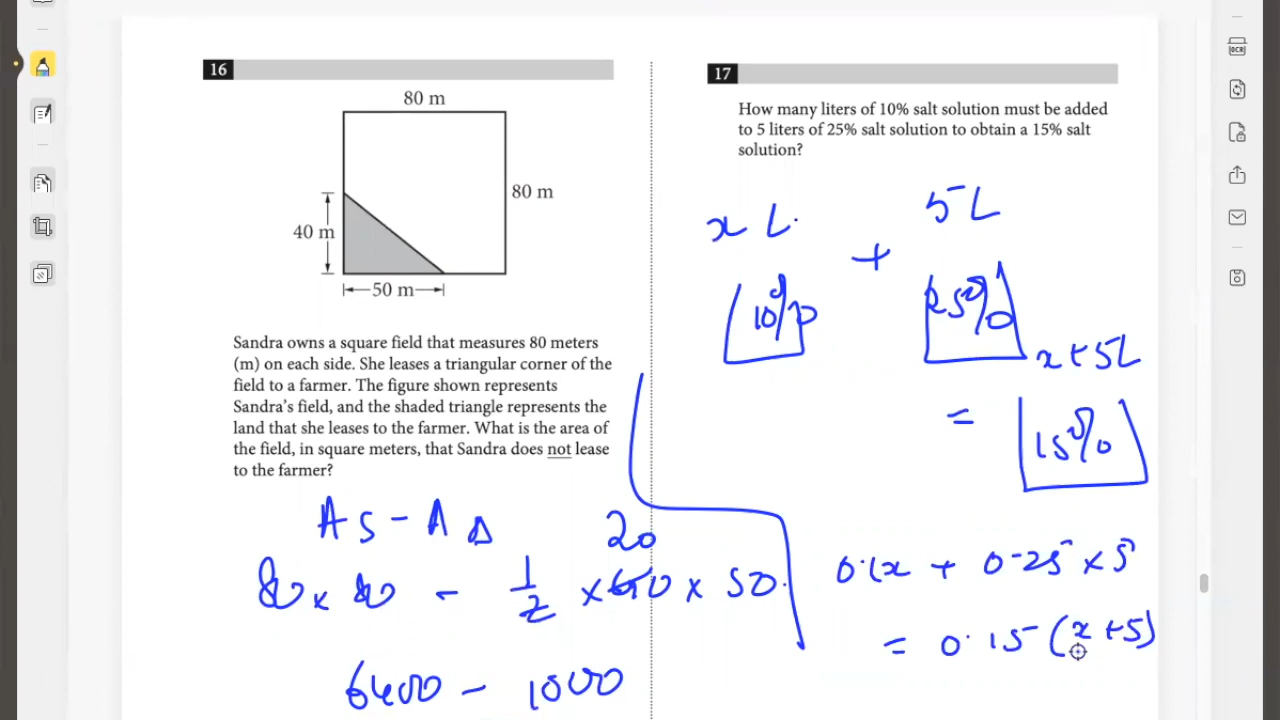 16
80 m
80 m
40 m
50 m
Sandra owns a square field that measures 80 meters
(m) on each side. She leases a triangular corner of the
field to a farmer. The figure shown represents
Sandra's field, and the shaded triangle represents the
land that she leases to the farmer. What is the area of
the field, in square meters, that Sandra does not lease
to the farmer?
AS - A Δ
20
80 x 80 - 1/2 x 40 x 50.
6400 - 1000
17
How many liters of 10% salt solution must be added
to 5 liters of 25% salt solution to obtain a 15% salt
solution?
x L.
5L
10%
+
25%
x + 5L
=
15%
0.1x + 0.25 x 5
= 0.15 (x + 5)
OCR